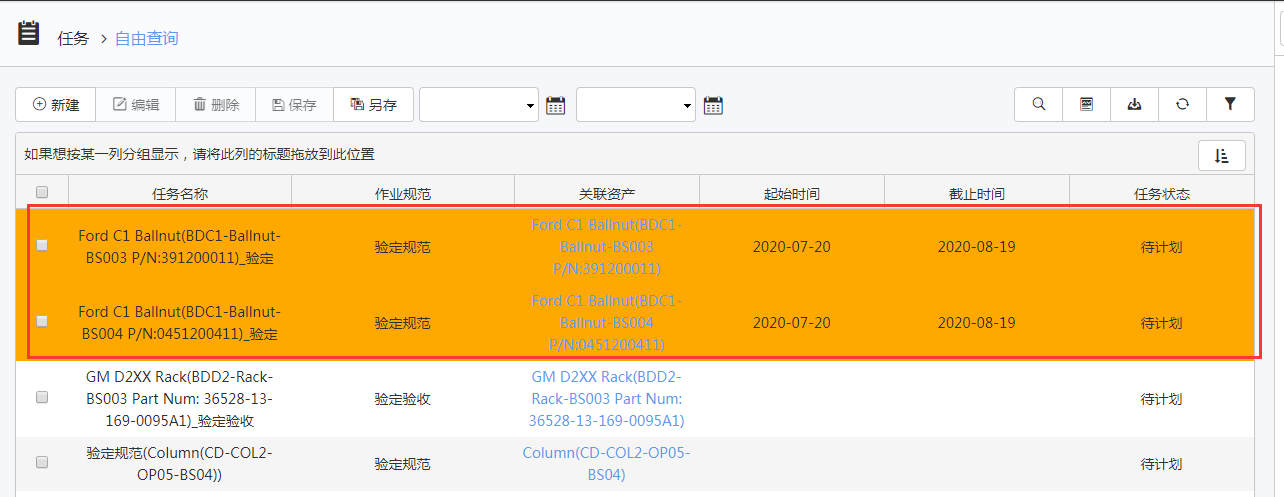 任务 > 自由查询
新建 编辑 删除 保存 另存
如果想按某一列分组显示，请将此列的标题拖放到此位置
任务名称 作业规范 关联资产 起始时间 截止时间 任务状态
Ford C1 Ballnut(BDC1-Ballnut-
BS003 P/N:391200011)_验定
验定规范
Ford C1 Ballnut(BDC1-
Ballnut-BS003
P/N:391200011)
2020-07-20
2020-08-19
待计划
Ford C1 Ballnut(BDC1-Ballnut-
BS004 P/N:0451200411)_验定
验定规范
Ford C1 Ballnut(BDC1-
Ballnut-BS004
P/N:0451200411)
2020-07-20
2020-08-19
待计划
GM D2XX Rack(BDD2-Rack-
BS003 Part Num: 36528-13-
169-0095A1)_验定验收
验定验收
GM D2XX Rack(BDD2-
Rack-BS003 Part Num:
36528-13-169-0095A1)
待计划
验定规范(Column(CD-COL2-
OP05-BS04))
验定规范
Column(CD-COL2-OP05-
BS04)
待计划